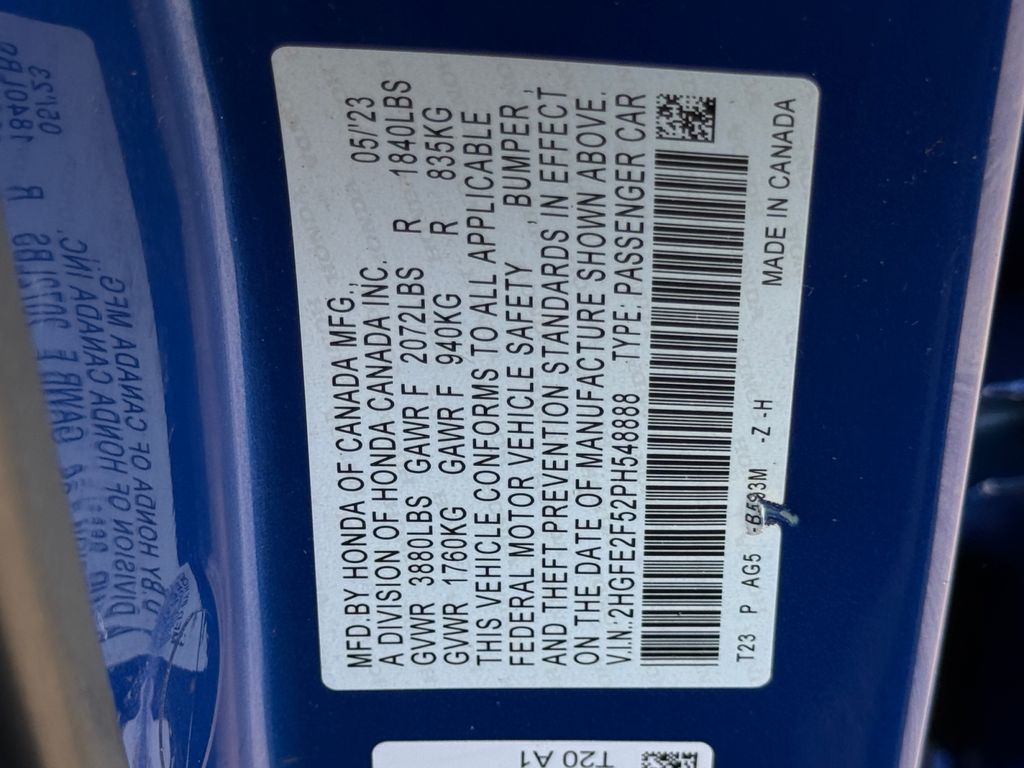 MFD.BY HONDA OF CANADA MFG., 05/'23
A DIVISION OF HONDA CANADA INC.
GVWR 3880LBS GAWR F 2072LBS R 1840LBS
GVWR 1760KG GAWR F 940KG R 835KG
THIS VEHICLE CONFORMS TO ALL APPLICABLE
FEDERAL MOTOR VEHICLE SAFETY , BUMPER ,
AND THEFT PREVENTION STANDARDS IN EFFECT
ON THE DATE OF MANUFACTURE SHOWN ABOVE.
V.I.N.:2HGFE2F52PH548888 TYPE: PASSENGER CAR
T23 P AG5 -B593M -Z -H MADE IN CANADA
T20 A1